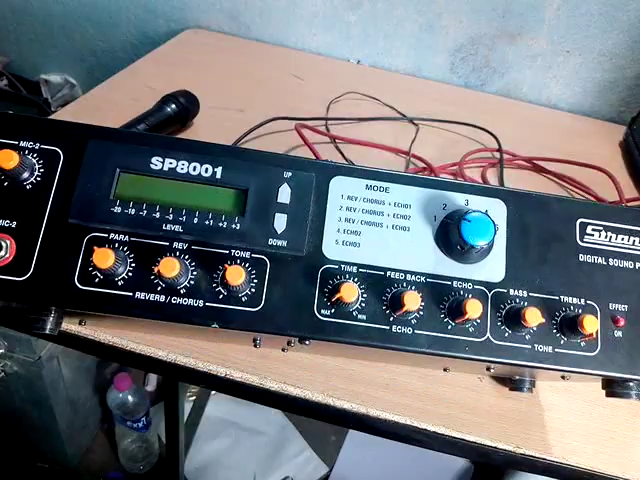 MIC-2
MIC-2
SP8001
-20 -10 -7 -5 -3 -1 0 +1 +2 +3
LEVEL
UP
DOWN
PARA REV TONE
REVERB / CHORUS
MODE
1. REV / CHORUS + ECHO1
2. REV / CHORUS + ECHO2
3. REV / CHORUS + ECHO3
4. ECHO2
5. ECHO3
1 2 3
TIME FEED BACK ECHO
MAX MIN
ECHO
BASS TREBLE
TONE
DIGITAL SOUND
EFFECT
ON